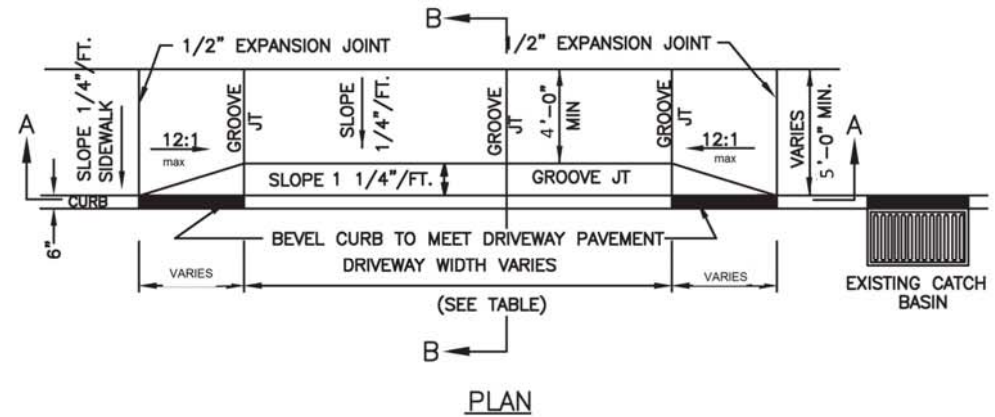 B
1/2" EXPANSION JOINT
1/2" EXPANSION JOINT
SLOPE 1/4"/FT.
SIDEWALK
A
12:1
max
GROOVE
JT
SLOPE
1/4"/FT.
GROOVE
JT
4'-0"
MIN
GROOVE
JT
12:1
max
VARIES
5'-0" MIN.
A
SLOPE 1 1/4"/FT.
GROOVE JT
CURB
6"
BEVEL CURB TO MEET DRIVEWAY PAVEMENT
DRIVEWAY WIDTH VARIES
VARIES
VARIES
(SEE TABLE)
EXISTING CATCH
BASIN
B
PLAN